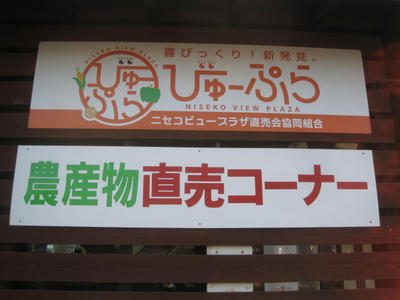 NISEKO VIEW PLAZA
びゅー
ぷら
喜びっくり!新発見。
びゅーぷら
NISEKO VIEW PLAZA
ニセコビュープラザ直売会協同組合
農産物直売コーナー